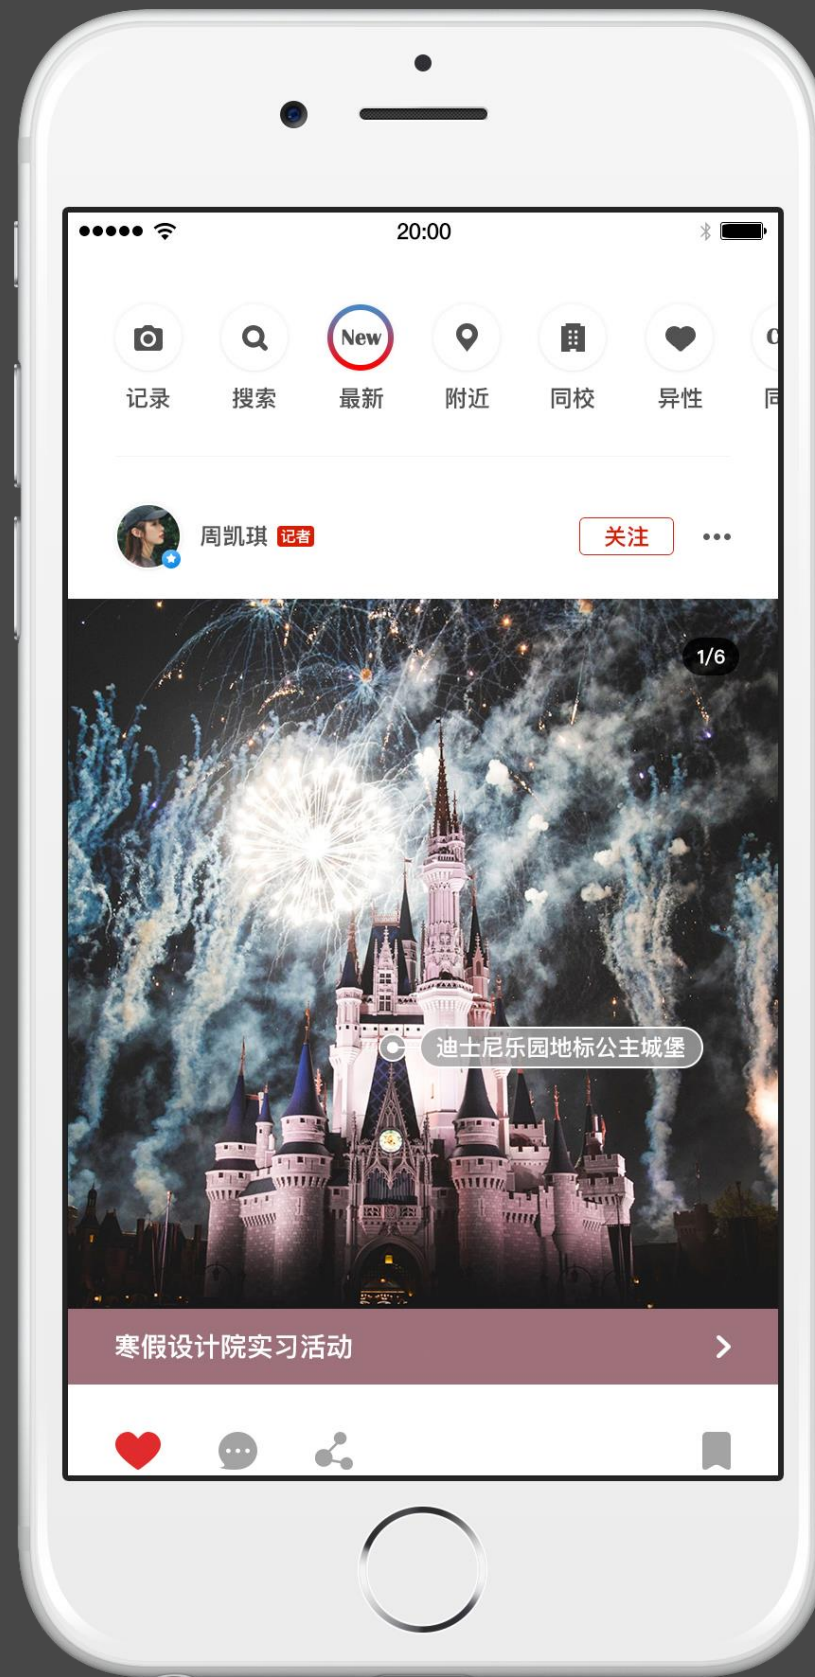 20:00
New
记录 搜索 最新 附近 同校 异性
周凯琪 记者 关注
1/6
迪士尼乐园地标公主城堡
寒假设计院实习活动